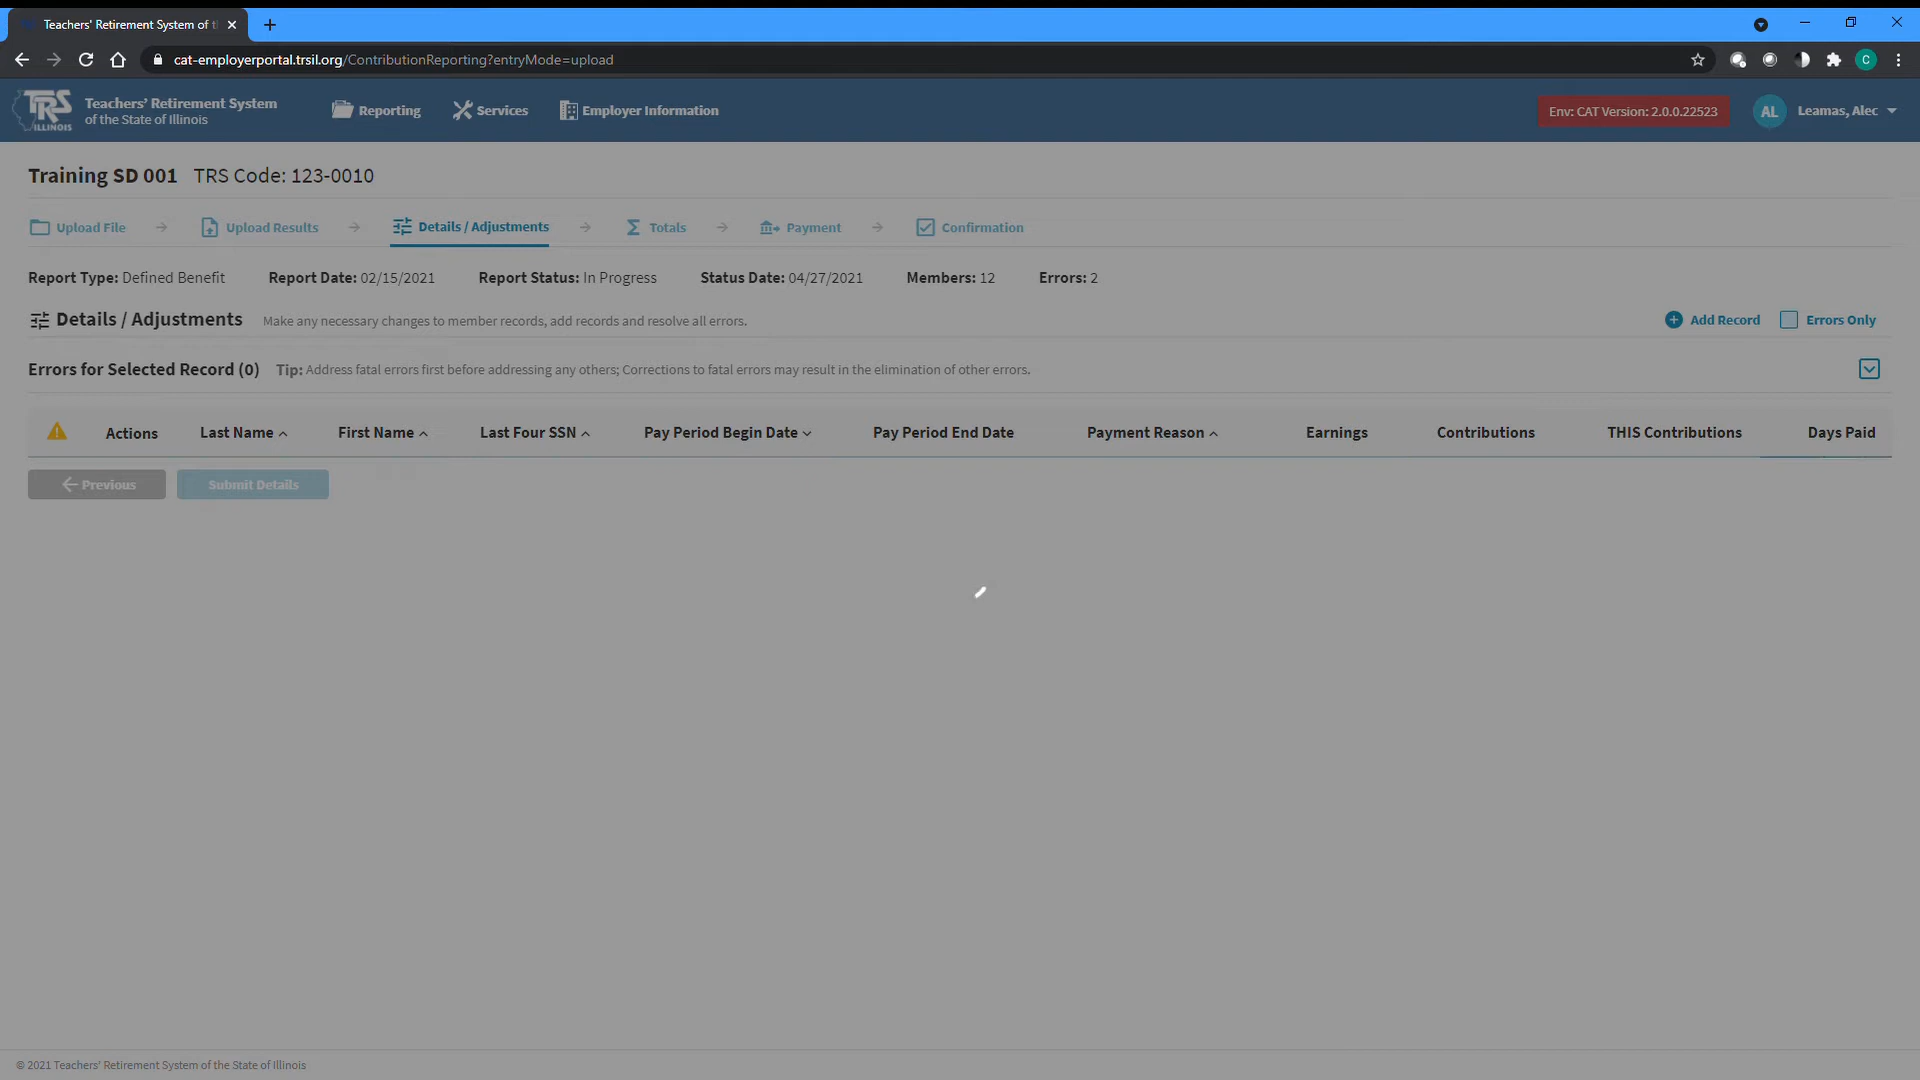 Teachers' Retirement System of t
cat-employerportal.trsil.org/ContributionReporting?entryMode=upload
C
TRS
ILLINOIS
Teachers' Retirement System
of the State of Illinois
Reporting
Services
Employer Information
Env: CAT Version: 2.0.0.22523
AL
Leamas, Alec
Training SD 001 TRS Code: 123-0010
Upload File
Upload Results
Details / Adjustments
Totals
Payment
Confirmation
Report Type: Defined Benefit
Report Date: 02/15/2021
Report Status: In Progress
Status Date: 04/27/2021
Members: 12
Errors: 2
Details / Adjustments
Make any necessary changes to member records, add records and resolve all errors.
Add Record
Errors Only
Errors for Selected Record (0)
Tip: Address fatal errors first before addressing any others; Corrections to fatal errors may result in the elimination of other errors.
Actions
Last Name
First Name
Last Four SSN
Pay Period Begin Date
Pay Period End Date
Payment Reason
Earnings
Contributions
THIS Contributions
Days Paid
Previous
Submit Details
© 2021 Teachers' Retirement System of the State of Illinois